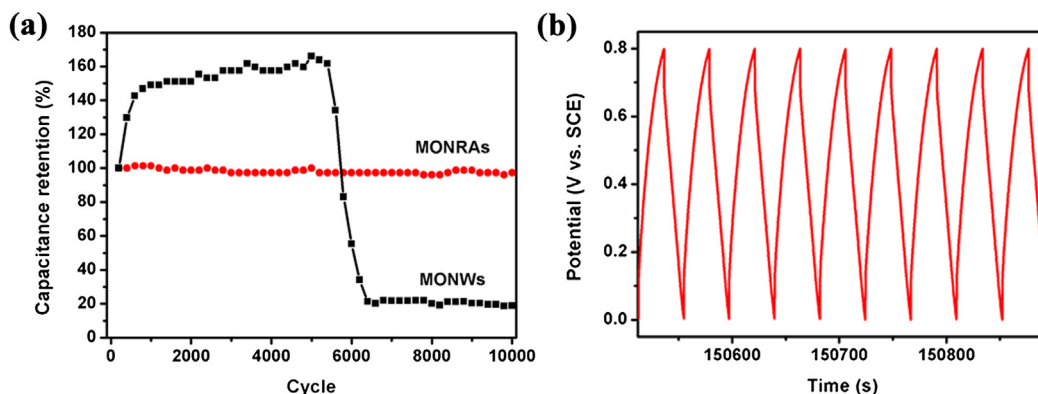 (a)
Capacitance retention (%)
180
160
140
120
100
80
60
40
20
0
MONRAs
MONWs
0 2000 4000 6000 8000 10000
Cycle
(b)
Potential (V vs. SCE)
0.8
0.6
0.4
0.2
0.0
150600 150700 150800
Time (s)